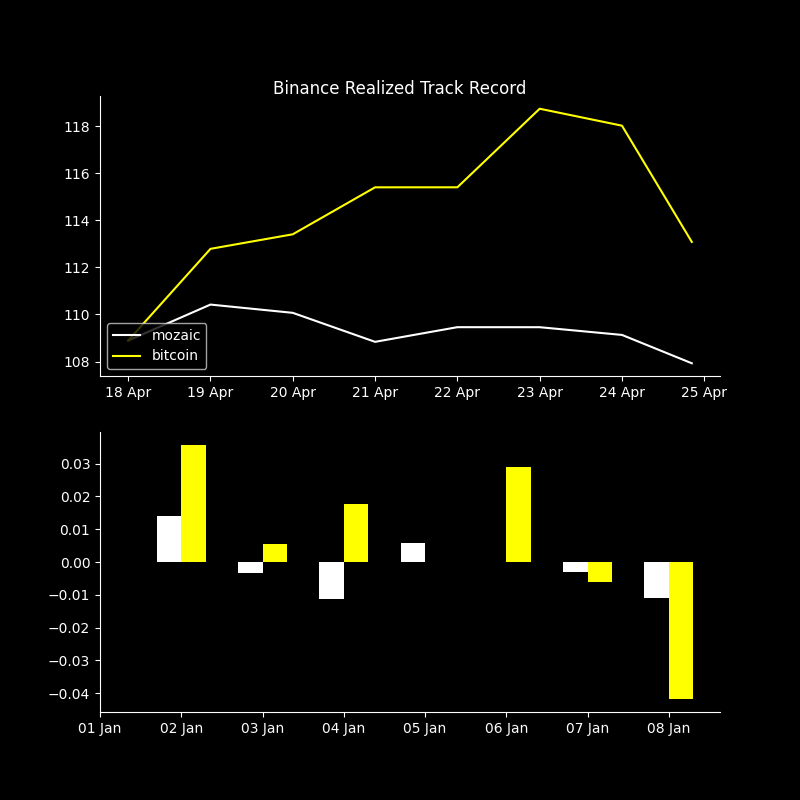 Binance Realized Track Record
118
116
114
112
110
108
mozaic
bitcoin
18 Apr 19 Apr 20 Apr 21 Apr 22 Apr 23 Apr 24 Apr 25 Apr
0.03
0.02
0.01
0.00
−0.01
−0.02
−0.03
−0.04
01 Jan 02 Jan 03 Jan 04 Jan 05 Jan 06 Jan 07 Jan 08 Jan